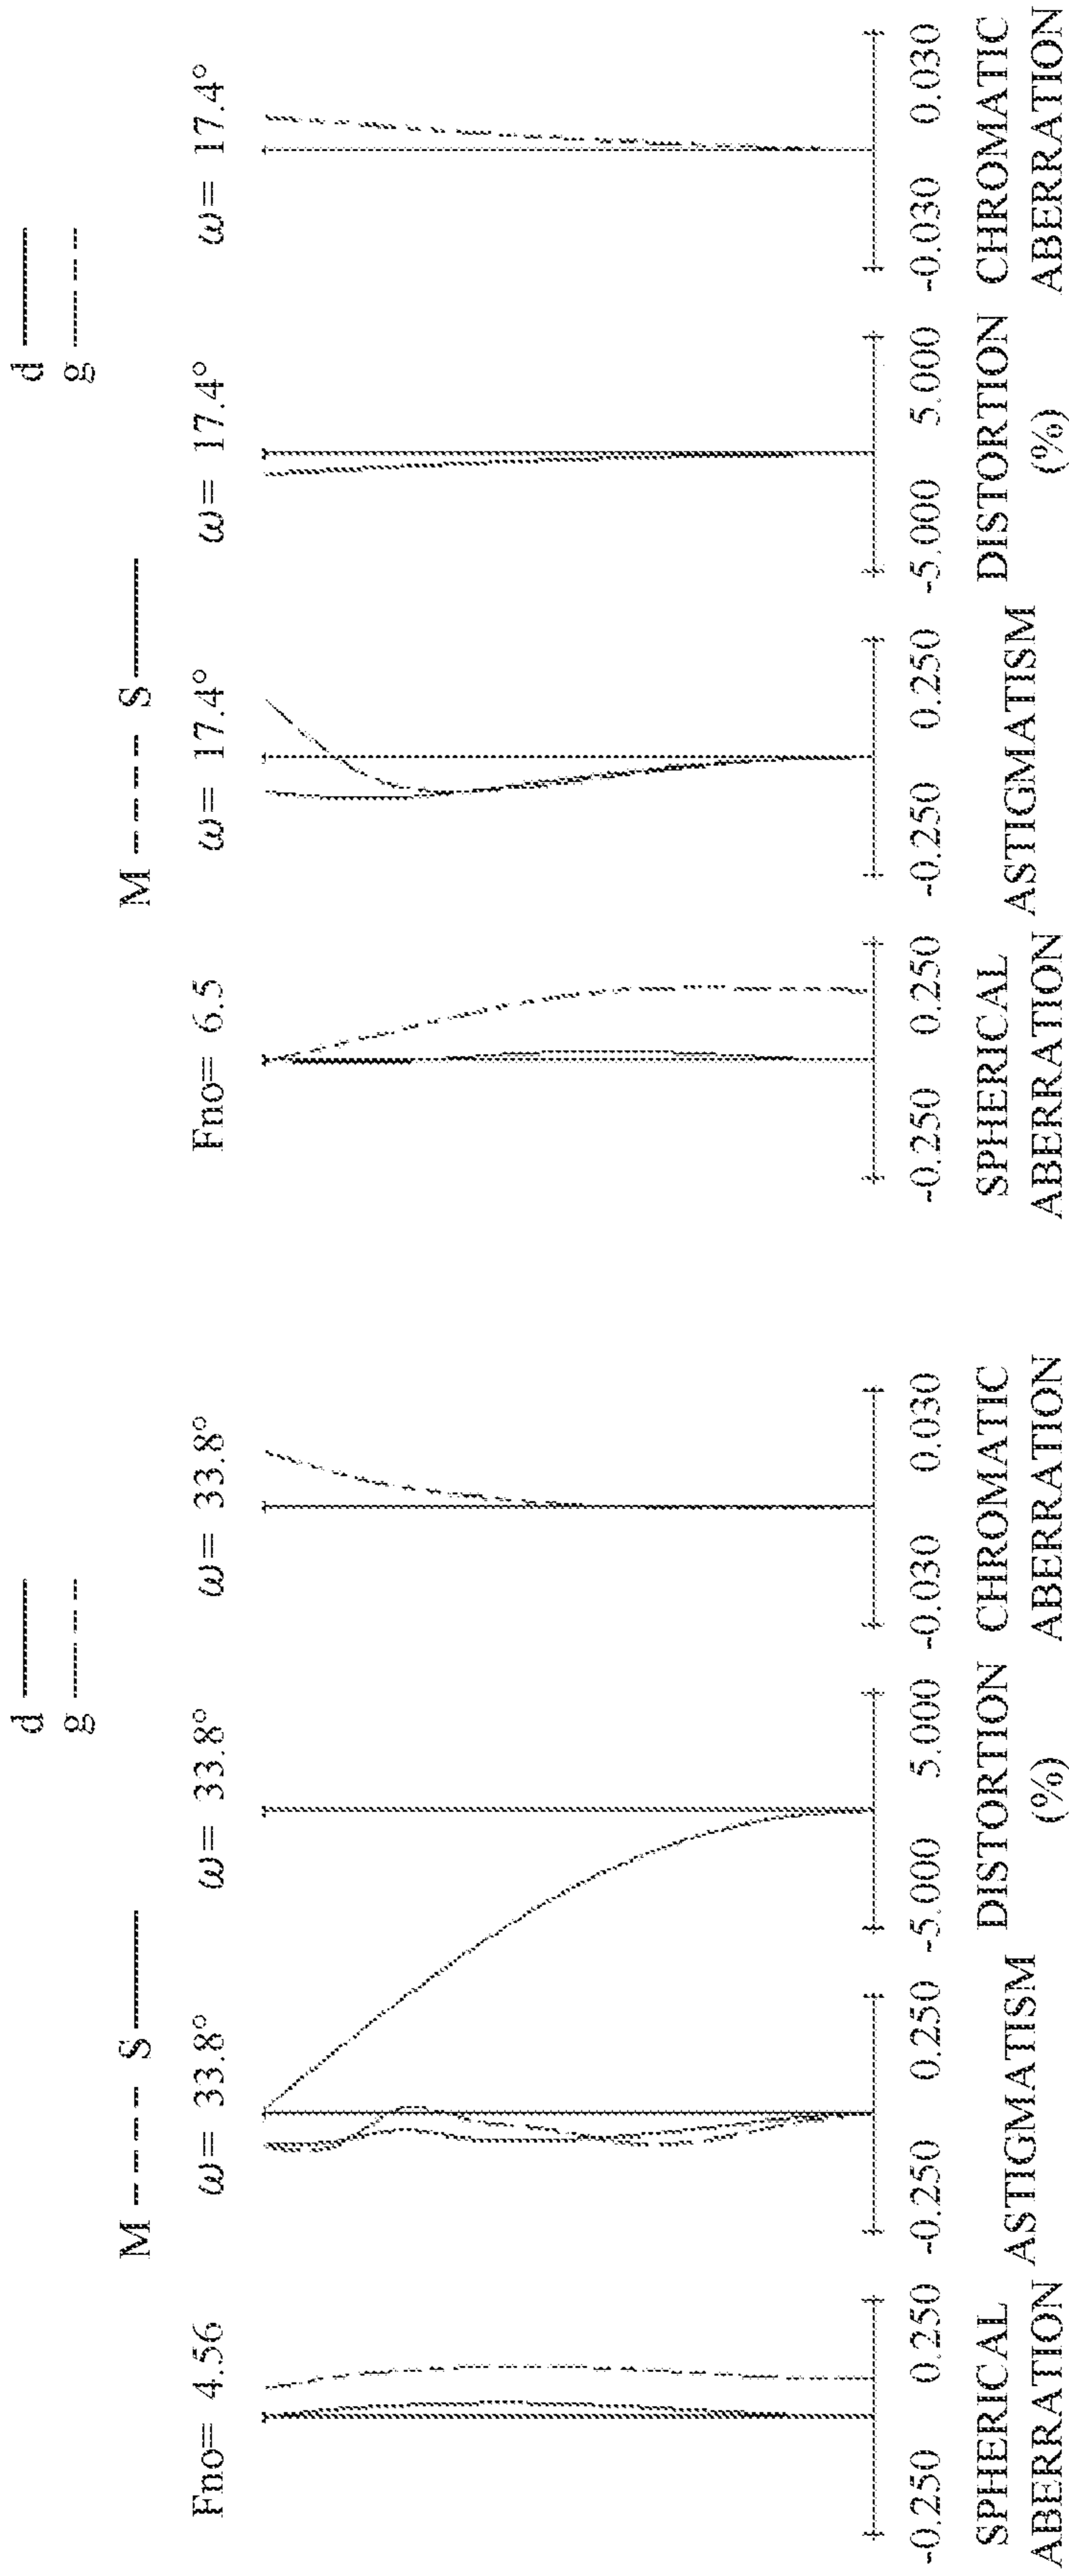 d
g
M S
Fno= 4.56
ω= 33.8°
ω= 33.8°
ω= 33.8°
-0.250 0.250
-0.250 0.250
-5.000 5.000
-0.030 0.030
SPHERICAL
ABERRATION
ASTIGMATISM
DISTORTION
(%)
CHROMATIC
ABERRATION
d
g
M S
Fno= 6.5
ω= 17.4°
ω= 17.4°
ω= 17.4°
-0.250 0.250
-0.250 0.250
-5.000 5.000
-0.030 0.030
SPHERICAL
ABERRATION
ASTIGMATISM
DISTORTION
(%)
CHROMATIC
ABERRATION